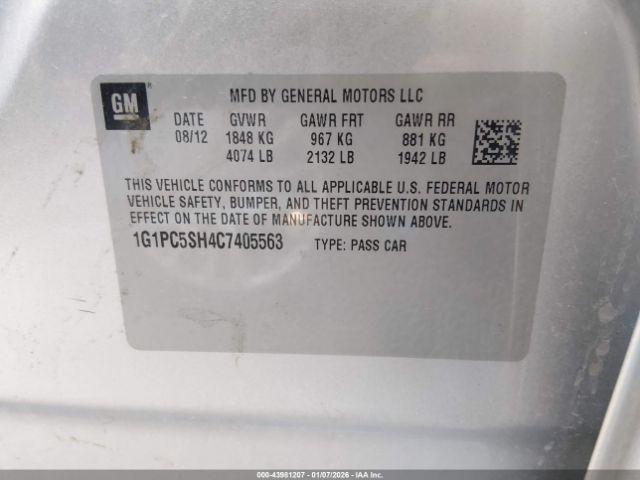 GM ®
MFD BY GENERAL MOTORS LLC
DATE GVWR GAWR FRT GAWR RR
08/12 1848 KG 967 KG 881 KG
4074 LB 2132 LB 1942 LB
THIS VEHICLE CONFORMS TO ALL APPLICABLE U.S. FEDERAL MOTOR
VEHICLE SAFETY, BUMPER, AND THEFT PREVENTION STANDARDS IN
EFFECT ON THE DATE OF MANUFACTURE SHOWN ABOVE.
1G1PC5SH4C7405563 TYPE: PASS CAR
000-43981207 - 01/07/2026 - IAAI.COM